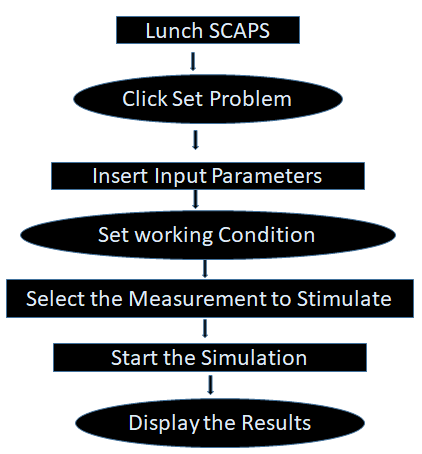 Lunch SCAPS
Click Set Problem
Insert Input Parameters
Set working Condition
Select the Measurement to Stimulate
Start the Simulation
Display the Results